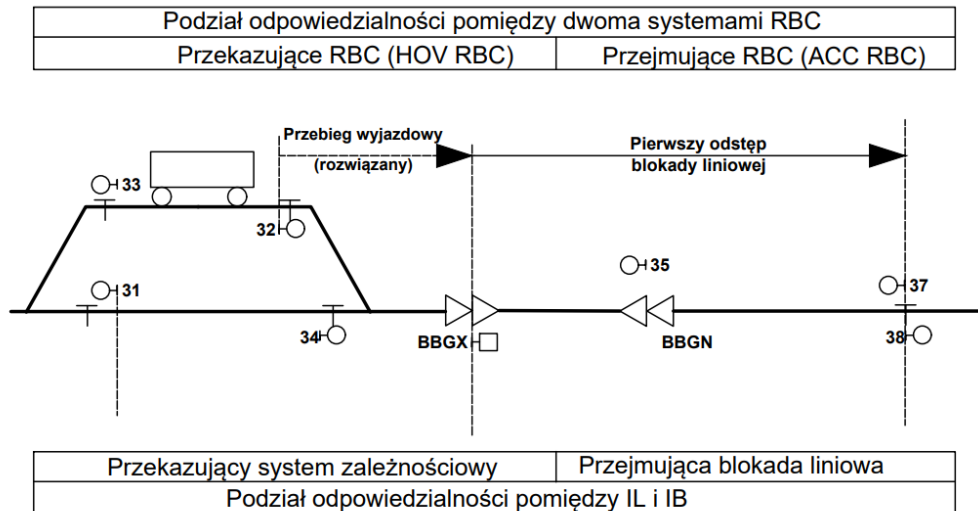 Podział odpowiedzialności pomiędzy dwoma systemami RBC
Przekazujące RBC (HOV RBC)
Przejmujące RBC (ACC RBC)
Przebieg wyjazdowy
(rozwiązany)
Pierwszy odstęp
blokady liniowej
33
32
35
31
37
34
BBGX
BBGN
38
Przekazujący system zależnościowy
Przejmująca blokada liniowa
Podział odpowiedzialności pomiędzy IL i IB